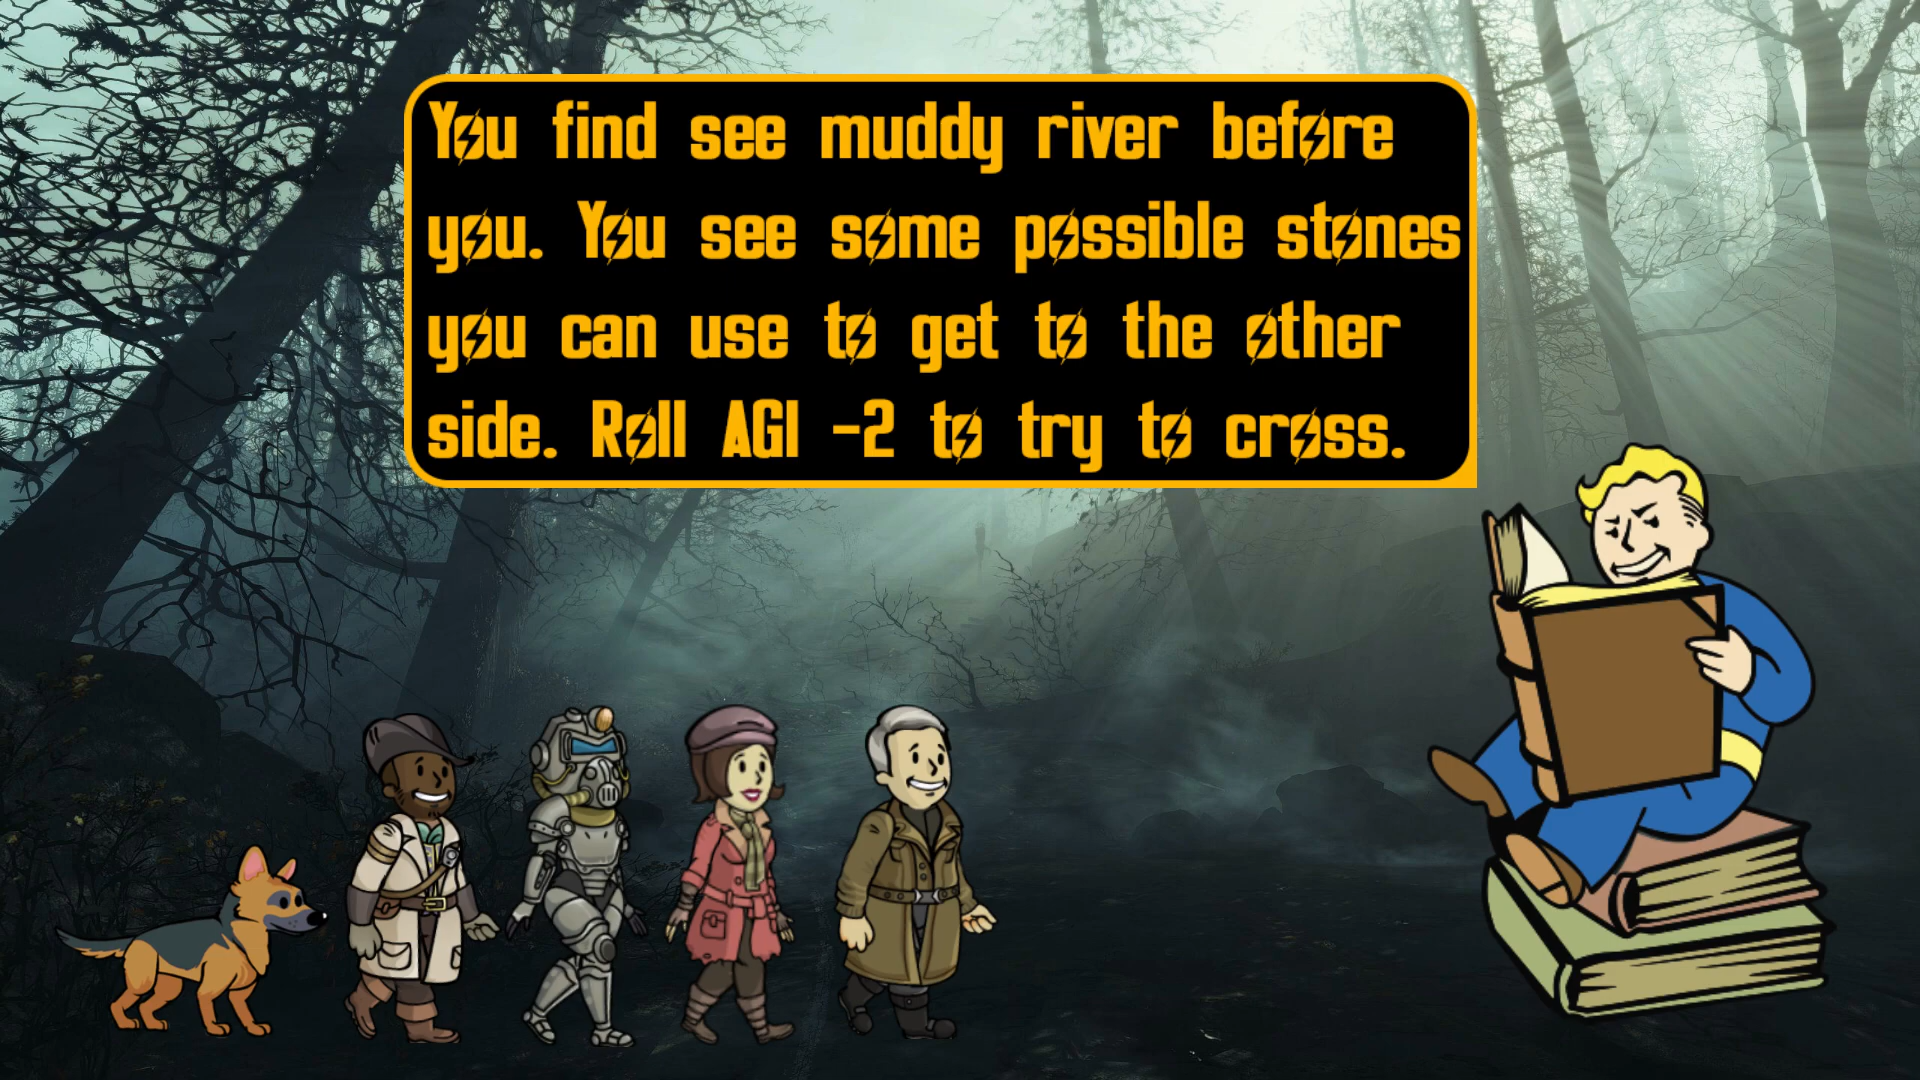 You find see muddy river before
you. You see some possible stones
you can use to get to the other
side. Roll AGI -2 to try to cross.